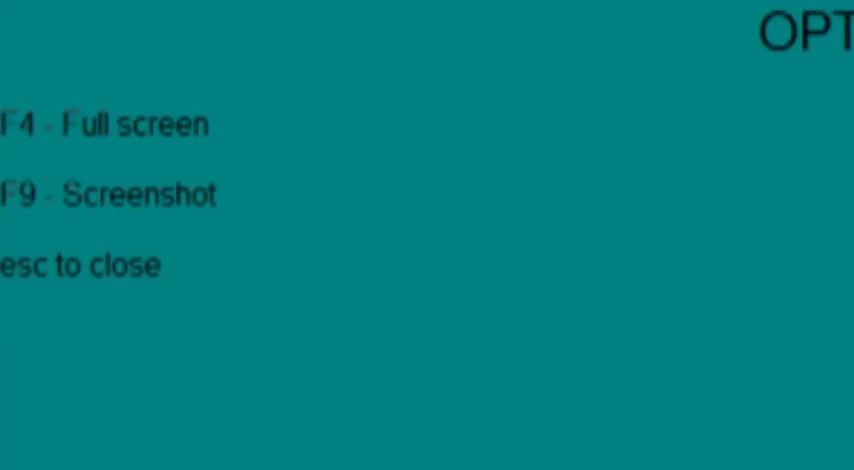 OPT
F4 - Full screen
F9 - Screenshot
esc to close